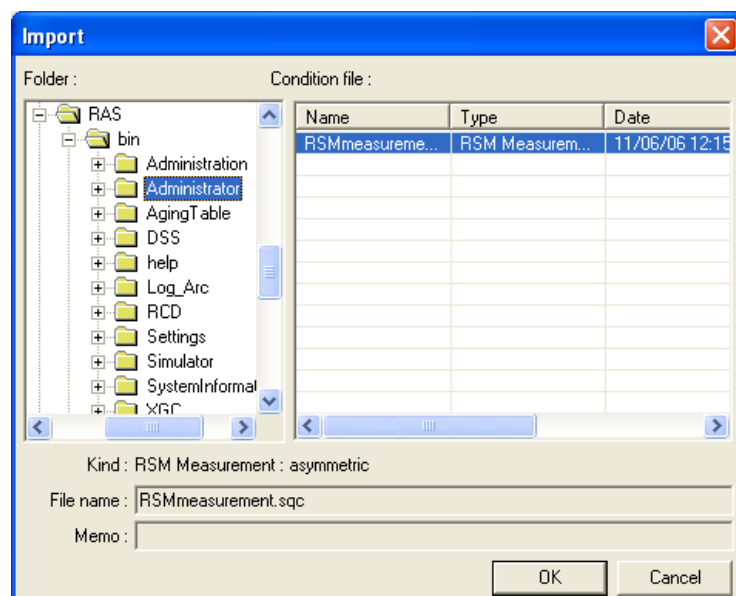 Import
Folder :
Condition file :
RAS
bin
Administration
Administrator
AgingTable
DSS
help
Log_Arc
RCD
Settings
Simulator
SystemInformat
XGC
Name Type Date
RSMmeasureme... RSM Measurem... 11/06/06 12:15
Kind : RSM Measurement : asymmetric
File name : RSMmeasurement.sqc
Memo :
OK Cancel